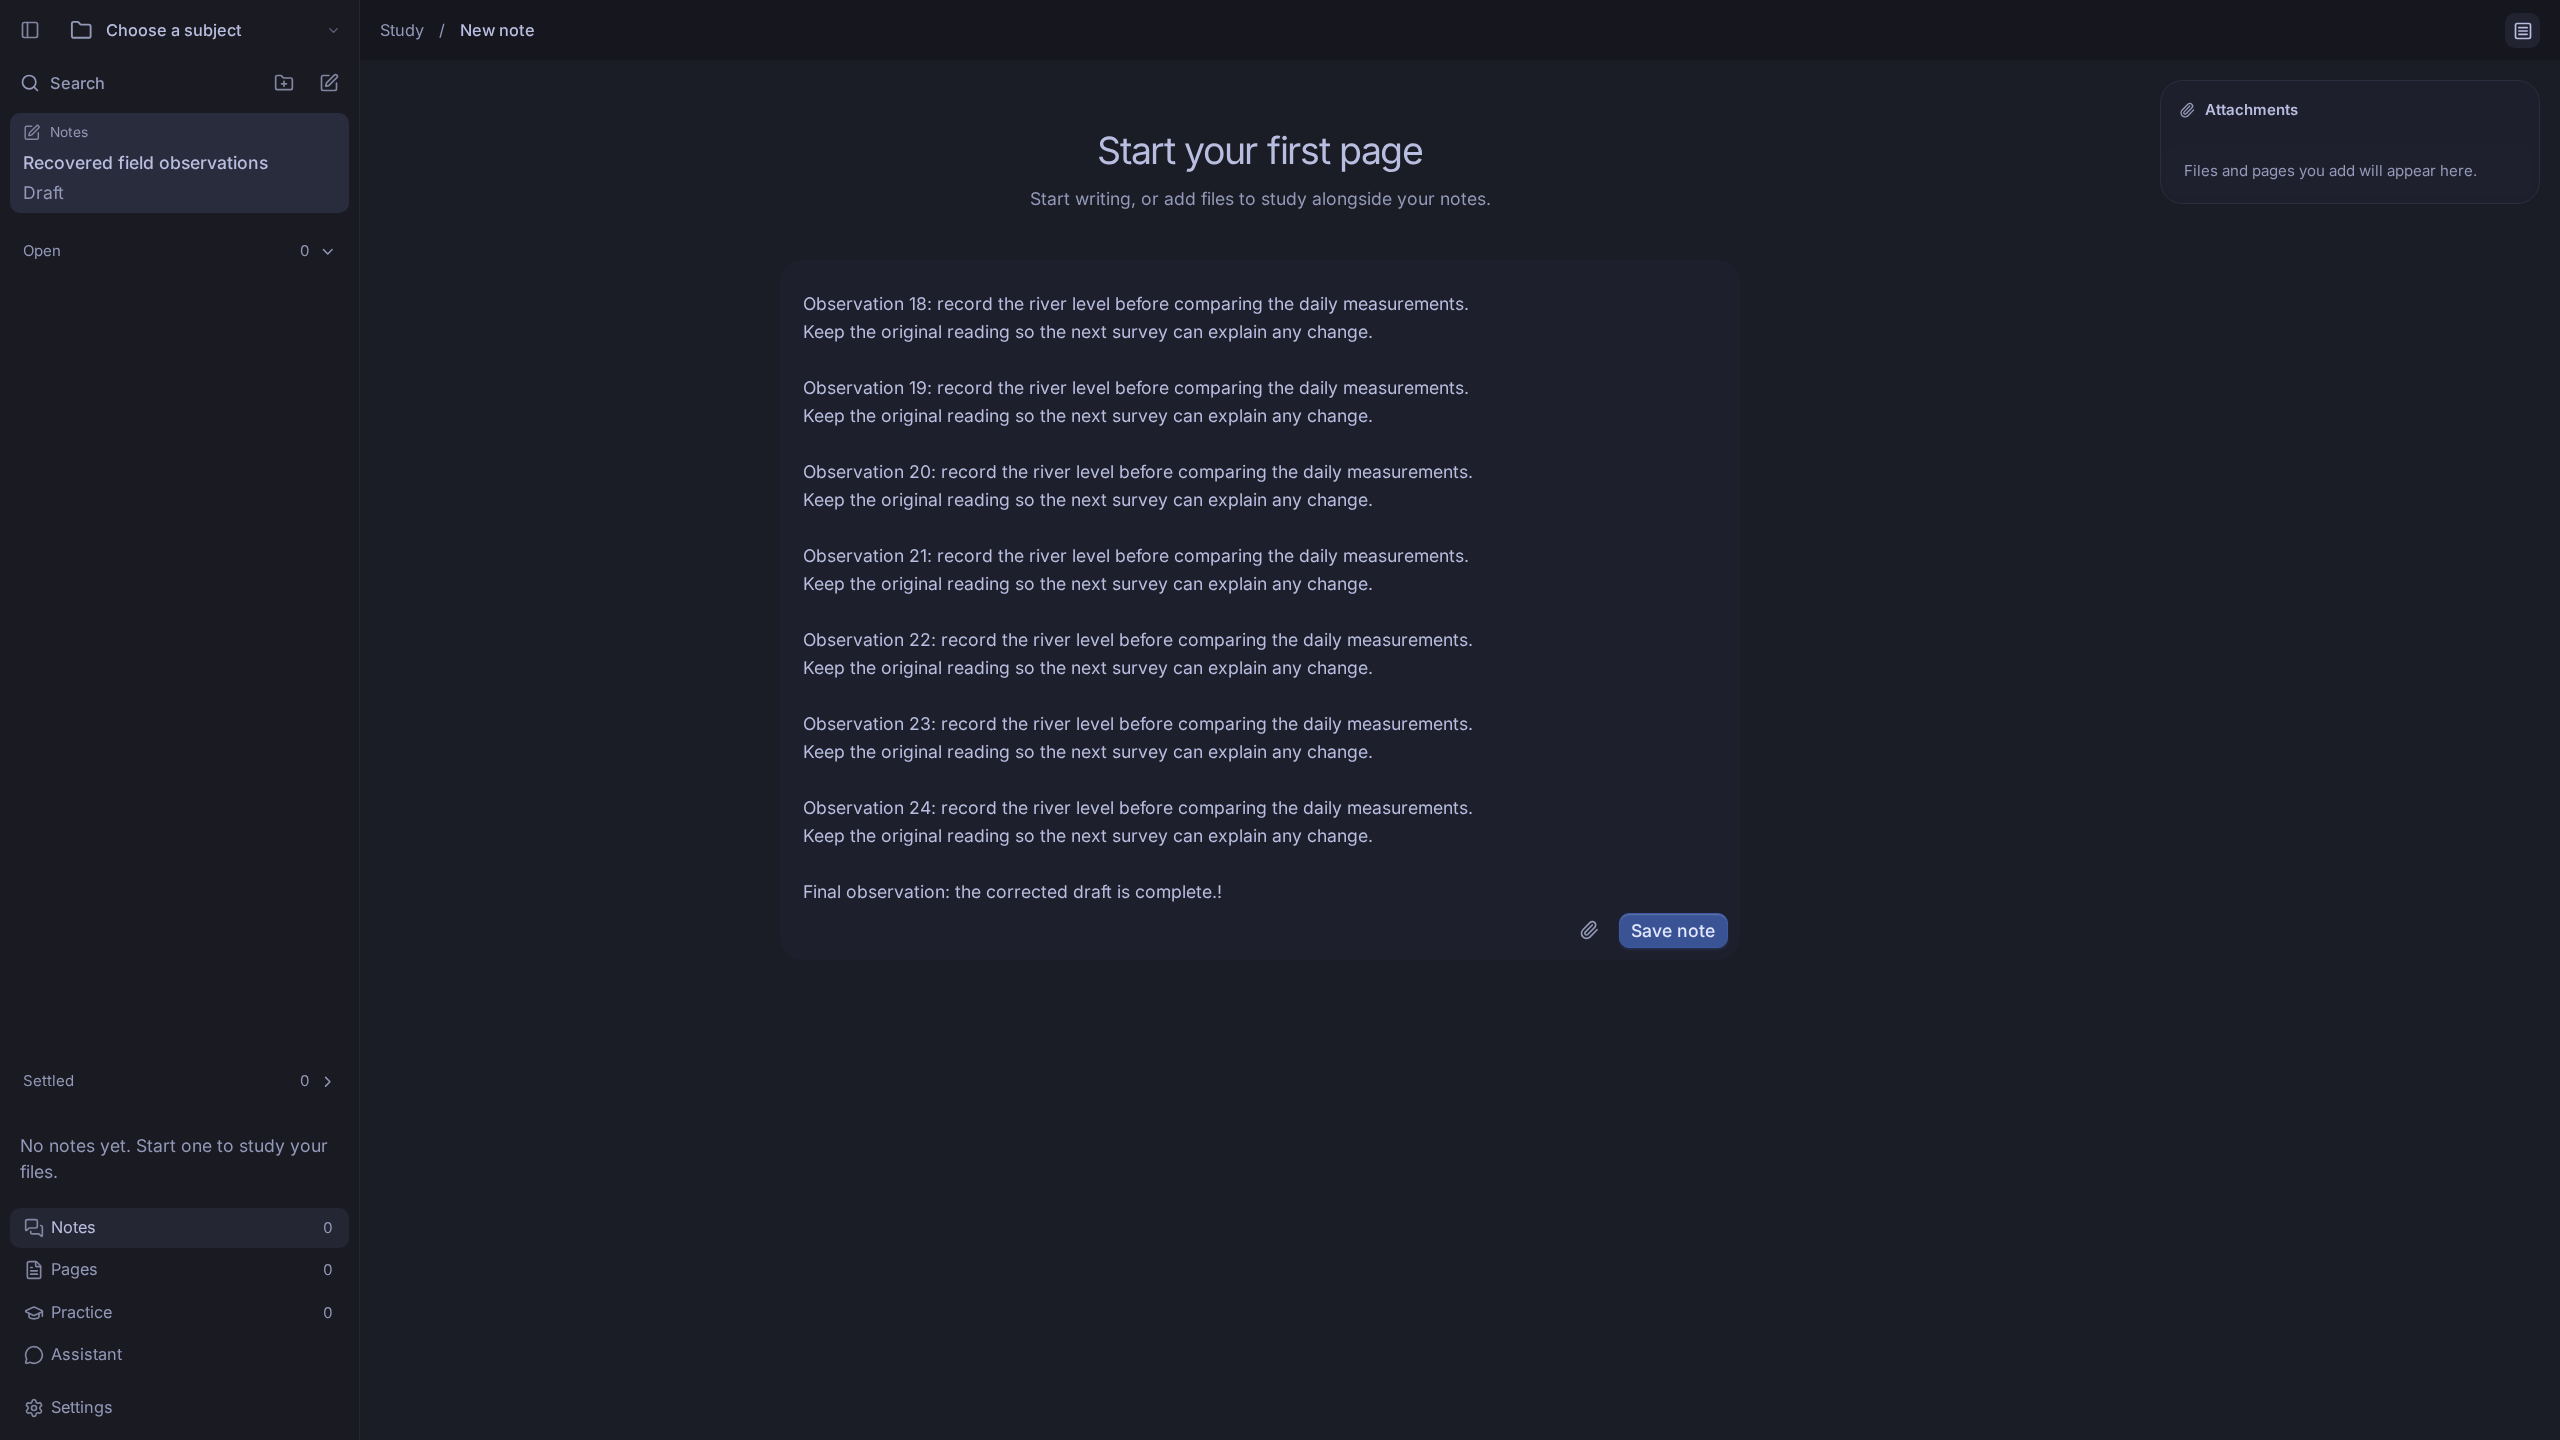 Choose a subject
Search
Notes
Recovered field observations
Draft
Open 0
Settled 0
No notes yet. Start one to study your
files.
Notes 0
Pages 0
Practice 0
Assistant
Settings
Study / New note
Start your first page
Start writing, or add files to study alongside your notes.
Observation 18: record the river level before comparing the daily measurements.
Keep the original reading so the next survey can explain any change.
Observation 19: record the river level before comparing the daily measurements.
Keep the original reading so the next survey can explain any change.
Observation 20: record the river level before comparing the daily measurements.
Keep the original reading so the next survey can explain any change.
Observation 21: record the river level before comparing the daily measurements.
Keep the original reading so the next survey can explain any change.
Observation 22: record the river level before comparing the daily measurements.
Keep the original reading so the next survey can explain any change.
Observation 23: record the river level before comparing the daily measurements.
Keep the original reading so the next survey can explain any change.
Observation 24: record the river level before comparing the daily measurements.
Keep the original reading so the next survey can explain any change.
Final observation: the corrected draft is complete.!
Save note
Attachments
Files and pages you add will appear here.